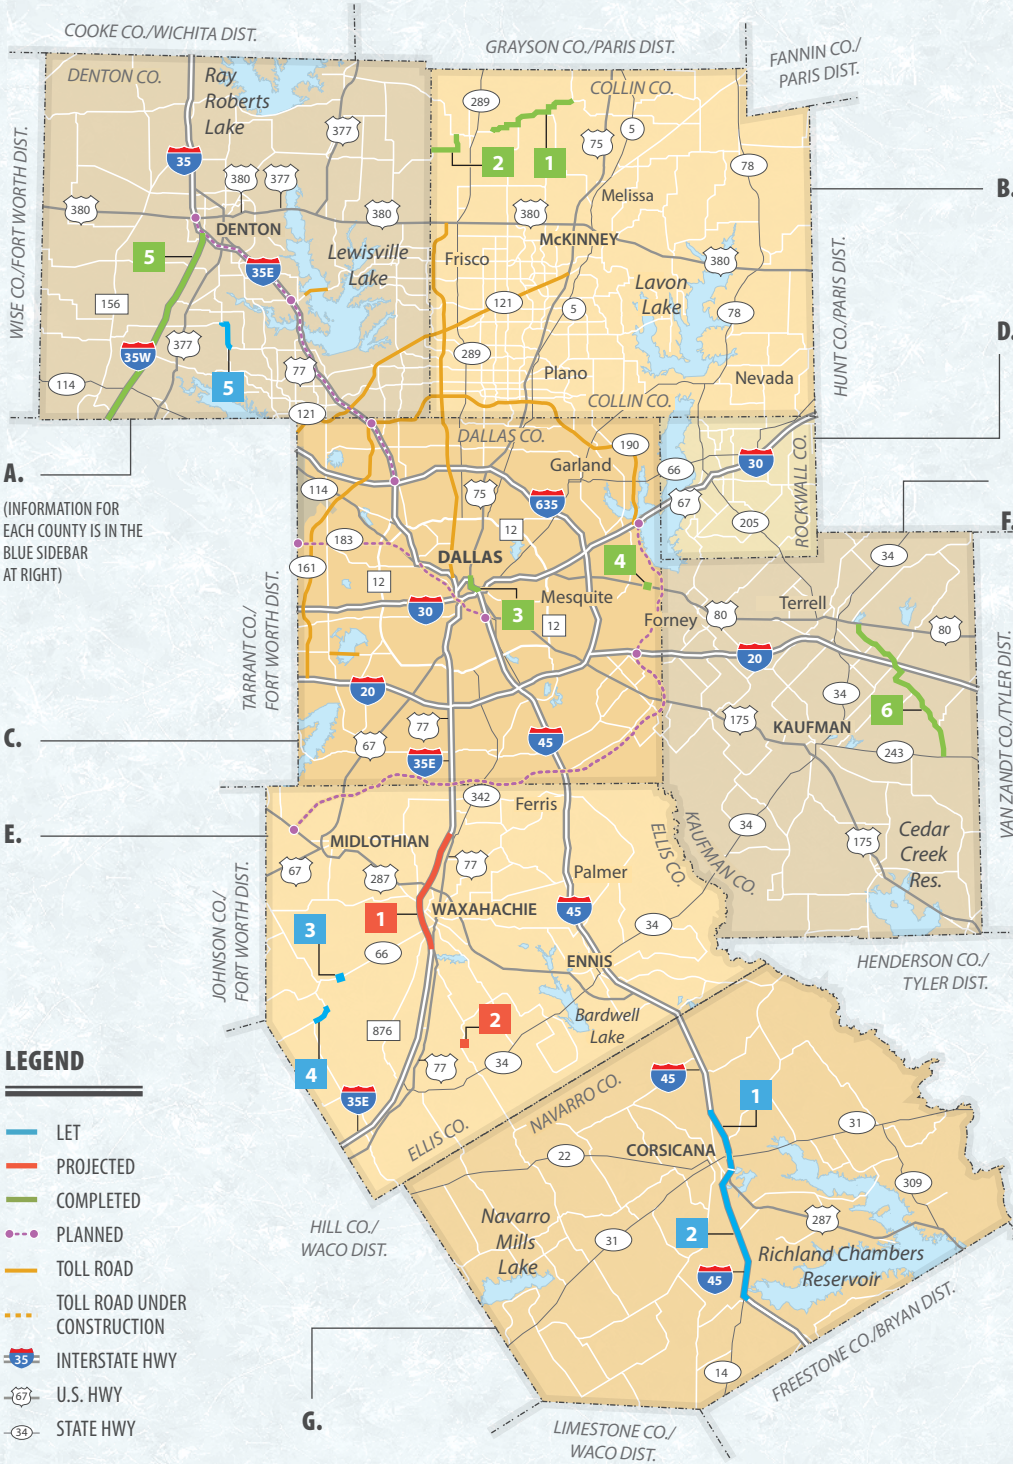 COOKE CO./WICHITA DIST.
GRAYSON CO./PARIS DIST.
FANNIN CO./
PARIS DIST.
DENTON CO.
Ray
Roberts
Lake
COLLIN CO.
289
377
5
75
2
1
35
380
377
78
B.
Melissa
380
380
380
DENTON
McKINNEY
WISE CO./FORT WORTH DIST.
HUNT CO./PARIS DIST.
5
Lewisville
Lake
Frisco
380
35E
Lavon
Lake
156
121
5
78
D.
35W
377
289
77
Plano
Nevada
114
5
121
COLLIN CO.
DALLAS CO.
190
A.
Garland
66
30
ROCKWALL CO.
(INFORMATION FOR
EACH COUNTY IS IN THE
BLUE SIDEBAR
AT RIGHT)
114
75
635
67
205
F.
183
12
DALLAS
4
34
161
12
Mesquite
Terrell
30
3
12
Forney
80
80
TARRANT CO./
FORT WORTH DIST.
20
VAN ZANDT CO./TYLER DIST.
20
34
6
77
175
KAUFMAN
C.
67
45
243
35E
342
Ferris
E.
MIDLOTHIAN
ELLIS CO.
KAUFMAN CO.
34
175
Cedar
Creek
Res.
67
287
77
Palmer
1
WAXAHACHIE
45
JOHNSON CO./
FORT WORTH DIST.
3
66
34
ENNIS
HENDERSON CO./
TYLER DIST.
2
876
Bardwell
Lake
LEGEND
4
77
34
45
35E
1
NAVARRO CO.
ELLIS CO.
31
LET
22
CORSICANA
PROJECTED
309
COMPLETED
HILL CO./
WACO DIST.
Navarro
Mills
Lake
287
PLANNED
31
2
Richland Chambers
Reservoir
TOLL ROAD
45
TOLL ROAD UNDER
CONSTRUCTION
FREESTONE CO./BRYAN DIST.
35
INTERSTATE HWY
14
67
U.S. HWY
G.
34
STATE HWY
LIMESTONE CO./
WACO DIST.